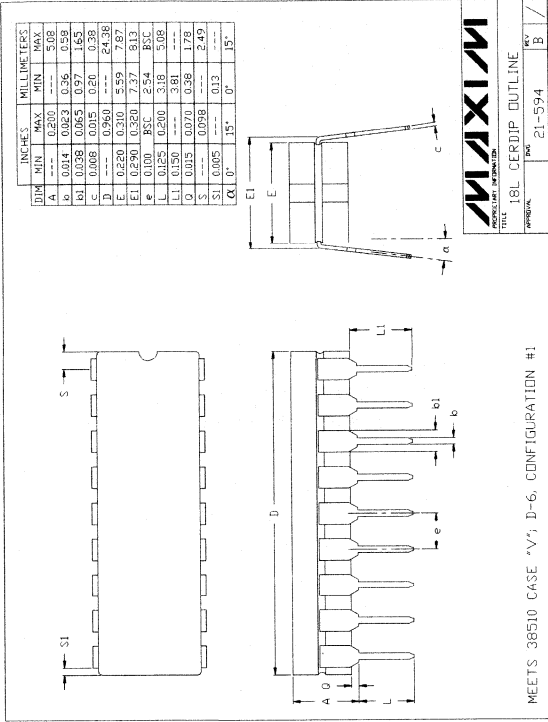 INCHES MILLIMETERS
DIM MIN MAX MIN MAX
A --- 0.200 --- 5.08
b 0.014 0.023 0.36 0.58
b1 0.038 0.065 0.97 1.65
c 0.008 0.015 0.20 0.38
D --- 0.960 --- 24.38
E 0.220 0.310 5.59 7.87
E1 0.290 0.320 7.37 8.13
e 0.100 BSC 2.54 BSC
L 0.125 0.200 3.18 5.08
L1 0.150 --- 3.81 ---
Q 0.015 0.070 0.38 1.78
S --- 0.098 --- 2.49
S1 0.005 --- 0.13 ---
α 0° 15° 0° 15°
S1
S
E1
E
α
c
D
A
Q
L
e
b1
b
L1
MEETS 38510 CASE "V"; D-6, CONFIGURATION #1
MAXIM
PROPRIETARY INFORMATION
TITLE
18L CERDIP OUTLINE
APPROVAL DWG REV
21-594 B /